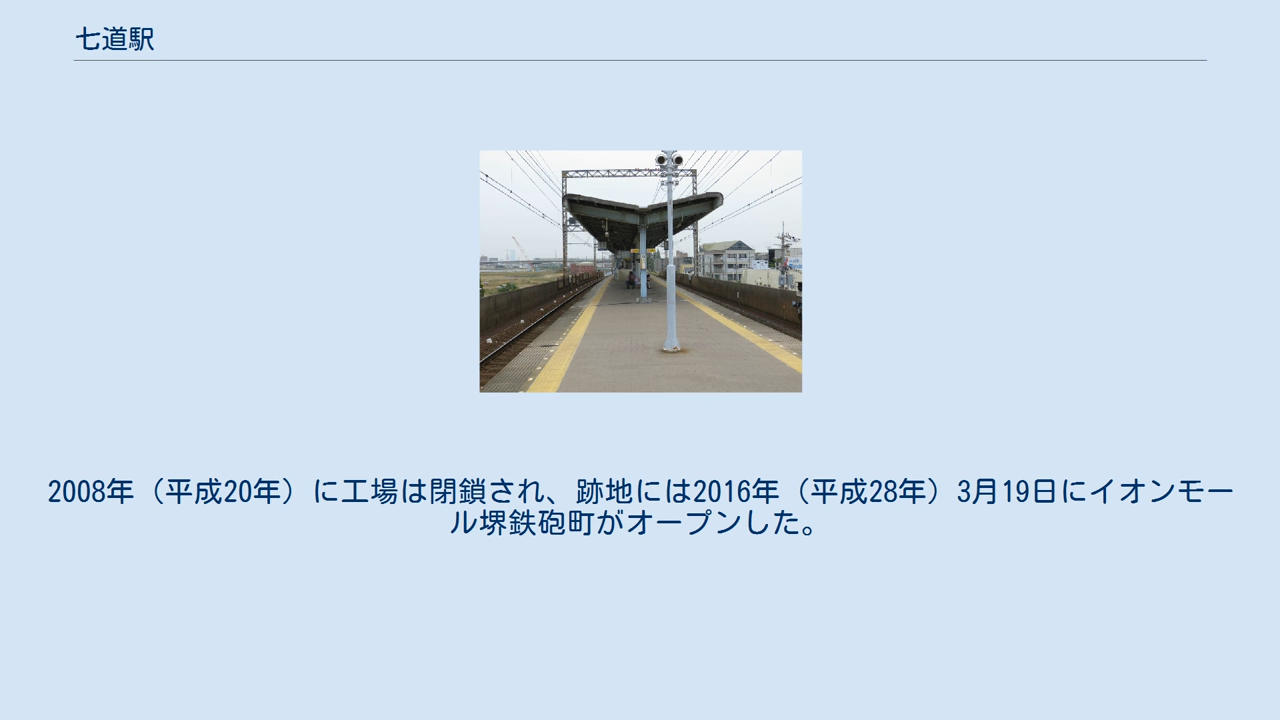 七道駅
2008年（平成20年）に工場は閉鎖され、跡地には2016年（平成28年）3月19日にイオンモー
ル堺鉄砲町がオープンした。